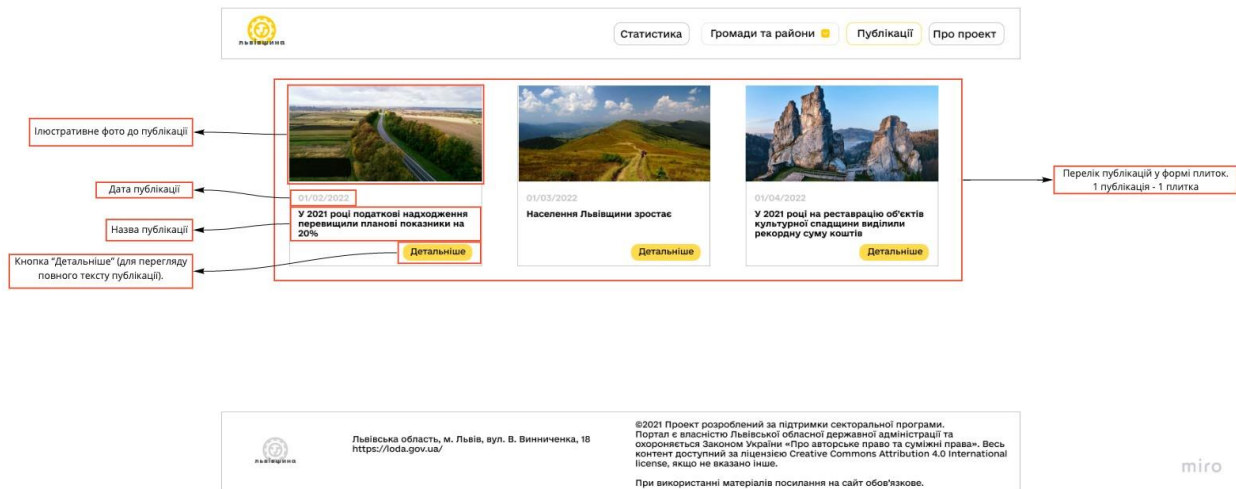 ЛЬВІВЩИНА
Статистика
Громади та райони
Публікації
Про проект
Ілюстративне фото до публікації
Дата публікації
Назва публікації
Кнопка “Детальніше” (для перегляду
повного тексту публікації).
01/02/2022
У 2021 році податкові надходження
перевищили планові показники на
20%
Детальніше
01/03/2022
Населення Львівщини зростає
Детальніше
01/04/2022
У 2021 році на реставрацію об’єктів
культурної спадщини виділили
рекордну суму коштів
Детальніше
Перелік публікацій у формі плиток.
1 публікація - 1 плитка
ЛЬВІВЩИНА
Львівська область, м. Львів, вул. В. Винниченка, 18
https://loda.gov.ua/
©2021 Проект розроблений за підтримки секторальної програми.
Портал є власністю Львівської обласної державної адміністрації та
охороняється Законом України «Про авторське право та суміжні права». Весь
контент доступний за ліцензією Creative Commons Attribution 4.0 International
license, якщо не вказано інше.
При використанні матеріалів посилання на сайт обов’язкове.
miro